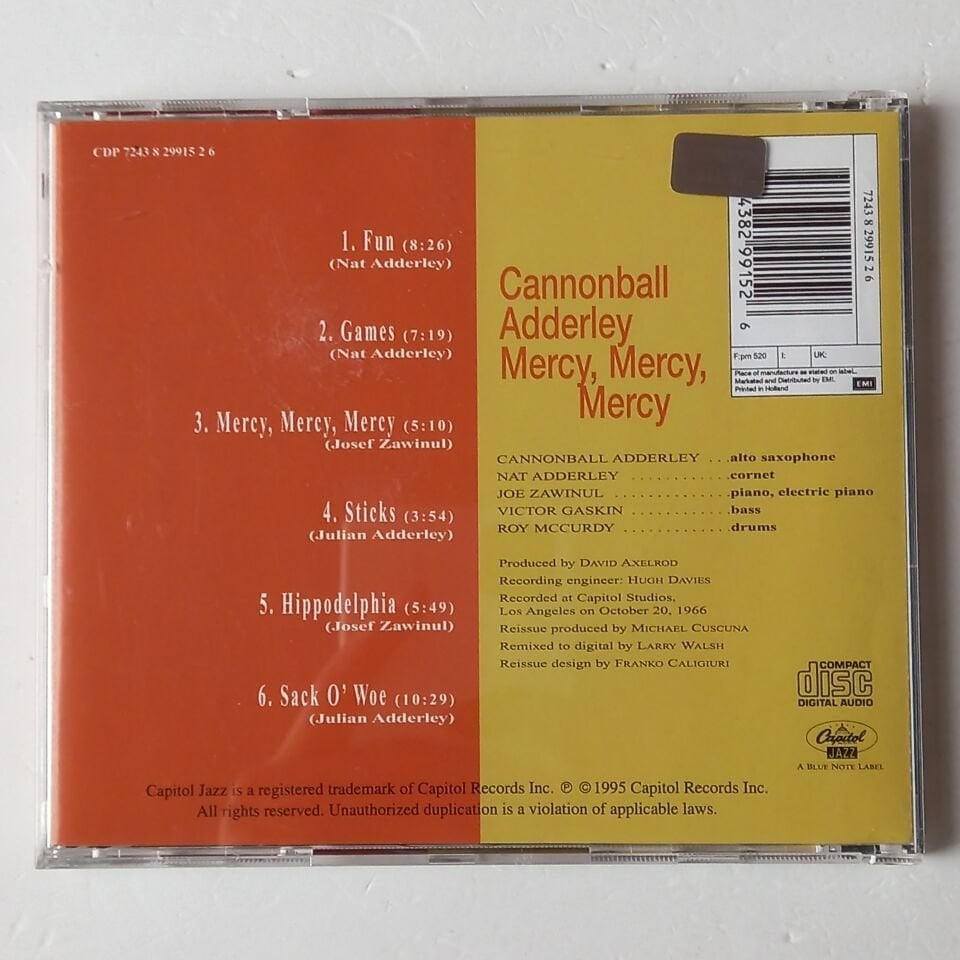 CDP 7243 8 29915 2 6
1. Fun (8:26)
(Nat Adderley)
2. Games (7:19)
(Nat Adderley)
3. Mercy, Mercy, Mercy (5:10)
(Josef Zawinul)
4. Sticks (3:54)
(Julian Adderley)
5. Hippodelphia (5:49)
(Josef Zawinul)
6. Sack O' Woe (10:29)
(Julian Adderley)
7243 8 29915 2 6
4382 99152 6
F:pm 520 I: UK:
Place of manufacture as stated on label.
Marketed and Distributed by EMI.
Printed in Holland
EMI
Cannonball
Adderley
Mercy, Mercy,
Mercy
CANNONBALL ADDERLEY . . .alto saxophone
NAT ADDERLEY . . . . . . . . . . . .cornet
JOE ZAWINUL . . . . . . . . . . . . . .piano, electric piano
VICTOR GASKIN . . . . . . . . . . . .bass
ROY MCCURDY . . . . . . . . . . . . .drums
Produced by DAVID AXELROD
Recording engineer: HUGH DAVIES
Recorded at Capitol Studios,
Los Angeles on October 20, 1966
Reissue produced by MICHAEL CUSCUNA
Remixed to digital by LARRY WALSH
Reissue design by FRANKO CALIGIURI
COMPACT
disc
DIGITAL AUDIO
Capitol
JAZZ
A BLUE NOTE LABEL
Capitol Jazz is a registered trademark of Capitol Records Inc. ℗ ©1995 Capitol Records Inc.
All rights reserved. Unauthorized duplication is a violation of applicable laws.